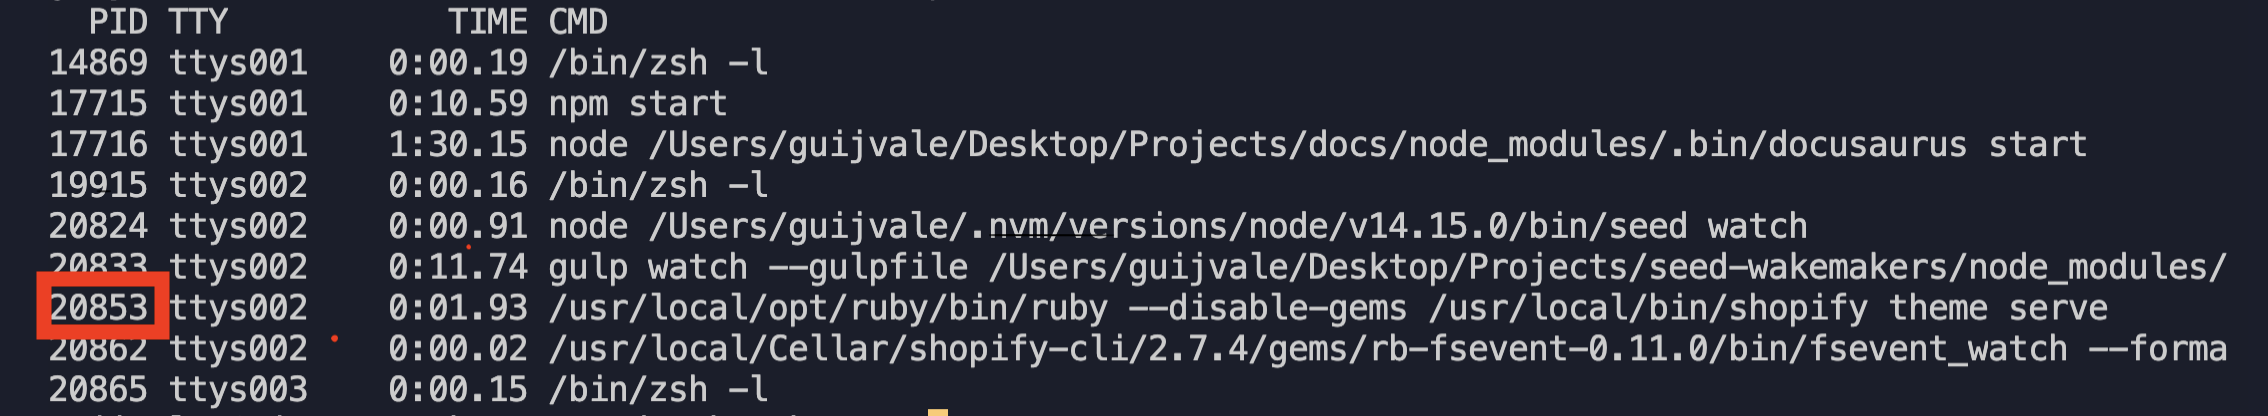 PID TTY TIME CMD
14869 ttys001 0:00.19 /bin/zsh -l
17715 ttys001 0:10.59 npm start
17716 ttys001 1:30.15 node /Users/guijvale/Desktop/Projects/docs/node_modules/.bin/docusaurus start
19915 ttys002 0:00.16 /bin/zsh -l
20824 ttys002 0:00.91 node /Users/guijvale/.nvm/versions/node/v14.15.0/bin/seed watch
20833 ttys002 0:11.74 gulp watch --gulpfile /Users/guijvale/Desktop/Projects/seed-wakemakers/node_modules/
20853 ttys002 0:01.93 /usr/local/opt/ruby/bin/ruby --disable-gems /usr/local/bin/shopify theme serve
20862 ttys002 0:00.02 /usr/local/Cellar/shopify-cli/2.7.4/gems/rb-fsevent-0.11.0/bin/fsevent_watch --forma
20865 ttys003 0:00.15 /bin/zsh -l